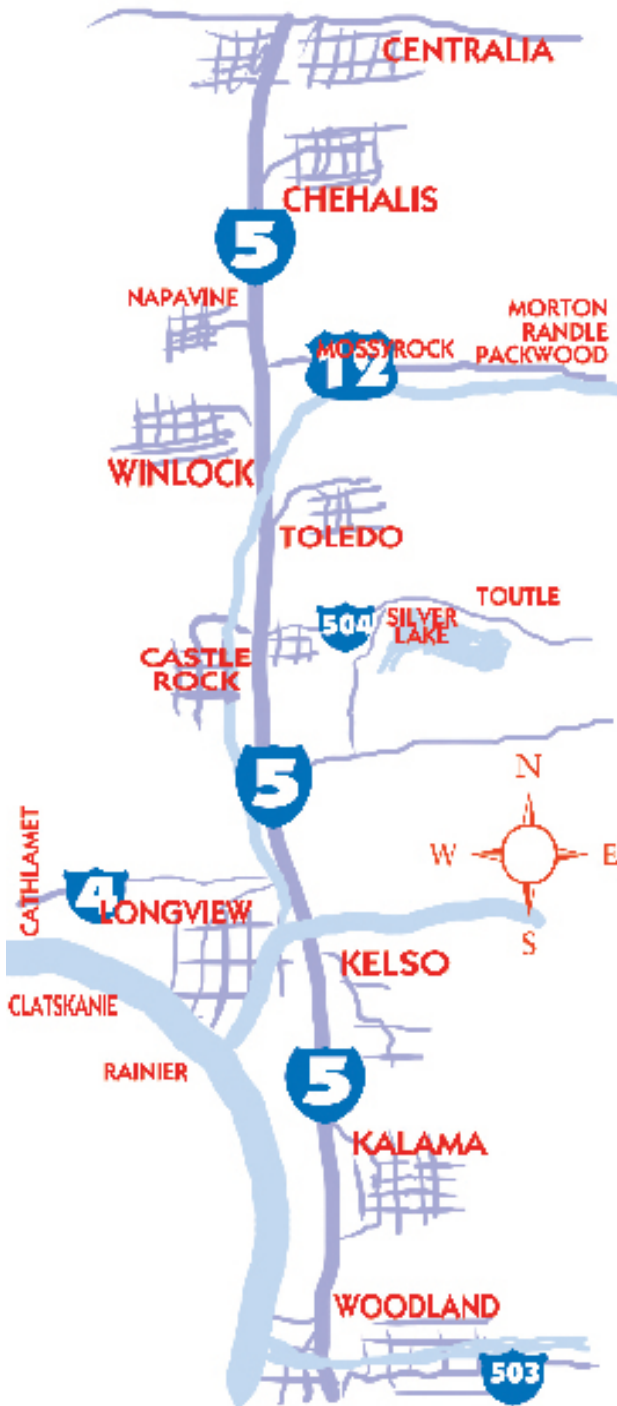 CENTRALIA
CHEHALIS
5
NAPAVINE
MORTON
RANDLE
PACKWOOD
MOSSYROCK
12
WINLOCK
TOLEDO
TOUTLE
504
SILVER
LAKE
CASTLE
ROCK
5
N
W E
S
CATHLAMET
4
LONGVIEW
KELSO
CLATSKANIE
RAINIER
5
KALAMA
WOODLAND
503